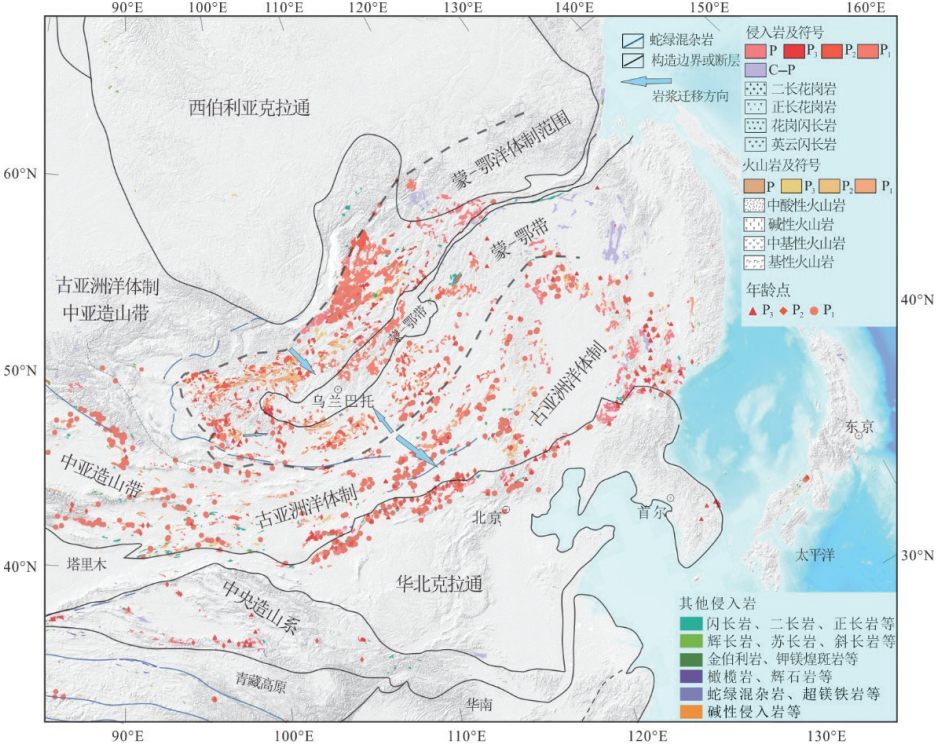 90°E 100°E 110°E 120°E 130°E 140°E 160°E
60°N
50°N
40°N
40°N
30°N
90°E 100°E 110°E 120°E 130°E
蛇绿混杂岩
构造边界或断层
岩浆迁移方向
侵入岩及符号
P P₃ P₂ P₁
C—P
二长花岗岩
正长花岗岩
花岗闪长岩
英云闪长岩
火山岩及符号
P P₃ P₂ P₁
中酸性火山岩
碱性火山岩
中基性火山岩
基性火山岩
年龄点
P₃ P₂ P₁
西伯利亚克拉通
蒙-鄂洋体制范围
蒙-鄂带
古亚洲洋体制
中亚造山带
蒙-鄂带
乌兰巴托
古亚洲洋体制
东京
中亚造山带
古亚洲洋体制
北京
首尔
太平洋
塔里木
华北克拉通
中央造山系
青藏高原
华南
其他侵入岩
闪长岩、二长岩、正长岩等
辉长岩、苏长岩、斜长岩等
金伯利岩、钾镁煌斑岩等
橄榄岩、辉石岩等
蛇绿混杂岩、超镁铁岩等
碱性侵入岩等